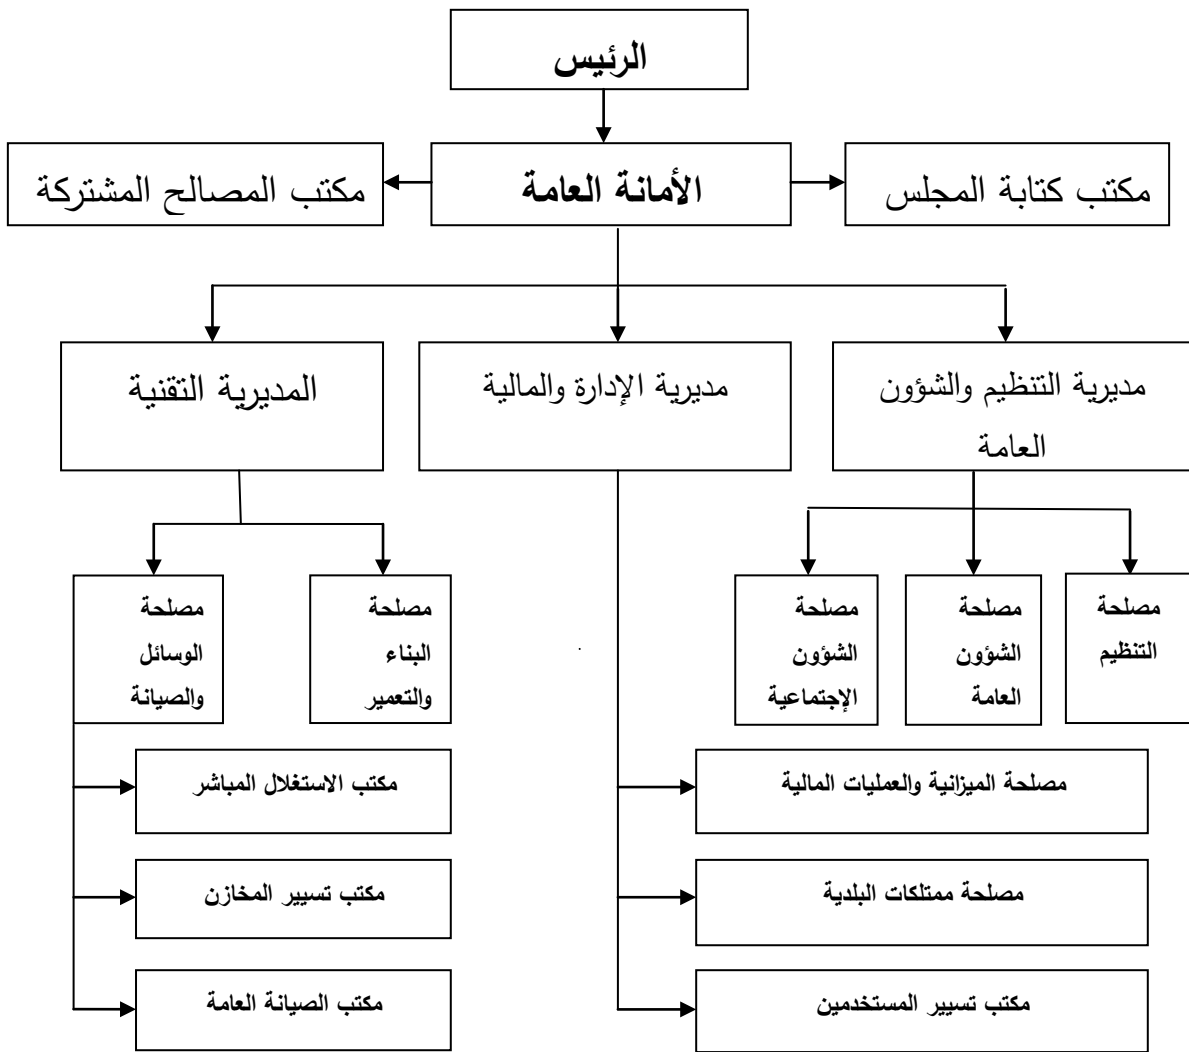 الرئيس
مكتب كتابة المجلس
الأمانة العامة
مكتب المصالح المشتركة
مديرية التنظيم والشؤون
العامة
مديرية الإدارة والمالية
المديرية التقنية
مصلحة
التنظيم
مصلحة
الشؤون
العامة
مصلحة
الشؤون
الإجتماعية
مصلحة
البناء
والتعمير
مصلحة
الوسائل
والصيانة
مصلحة الميزانية والعمليات المالية
مصلحة ممتلكات البلدية
مكتب تسيير المستخدمين
مكتب الاستغلال المباشر
مكتب تسيير المخازن
مكتب الصيانة العامة